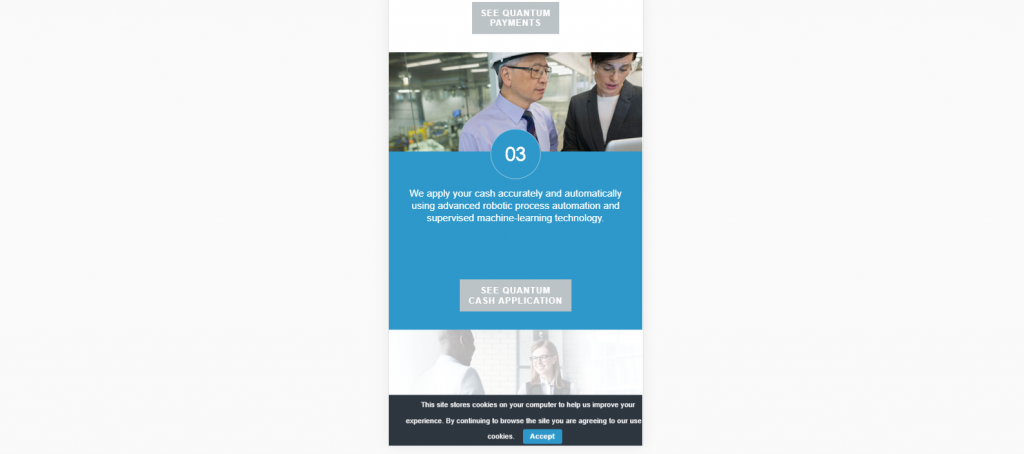 SEE QUANTUM
PAYMENTS
03
We apply your cash accurately and automatically
using advanced robotic process automation and
supervised machine-learning technology.
SEE QUANTUM
CASH APPLICATION
This site stores cookies on your computer to help us improve your
experience. By continuing to browse the site you are agreeing to our use
cookies. Accept